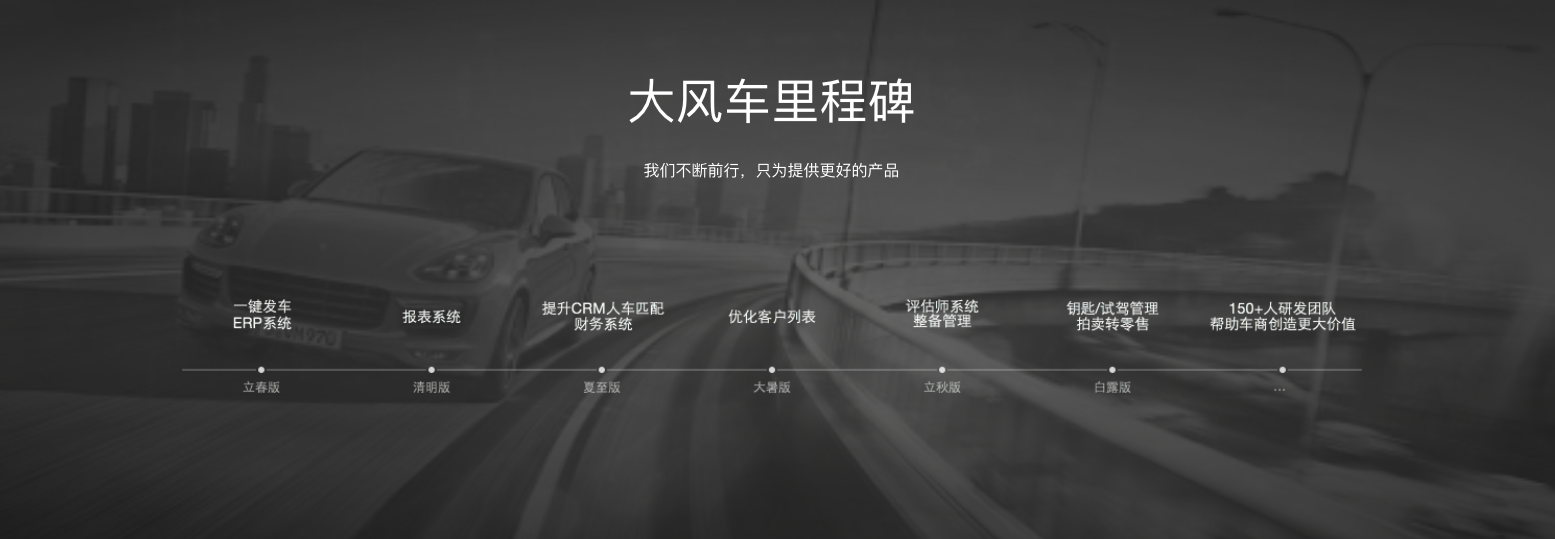 大风车里程碑
我们不断前行，只为提供更好的产品
一键发车
ERP系统
报表系统
提升CRM人车匹配
财务系统
优化客户列表
评估师系统
整备管理
钥匙/试驾管理
拍卖转零售
150+人研发团队
帮助车商创造更大价值
立春版
清明版
夏至版
大暑版
立秋版
白露版
...